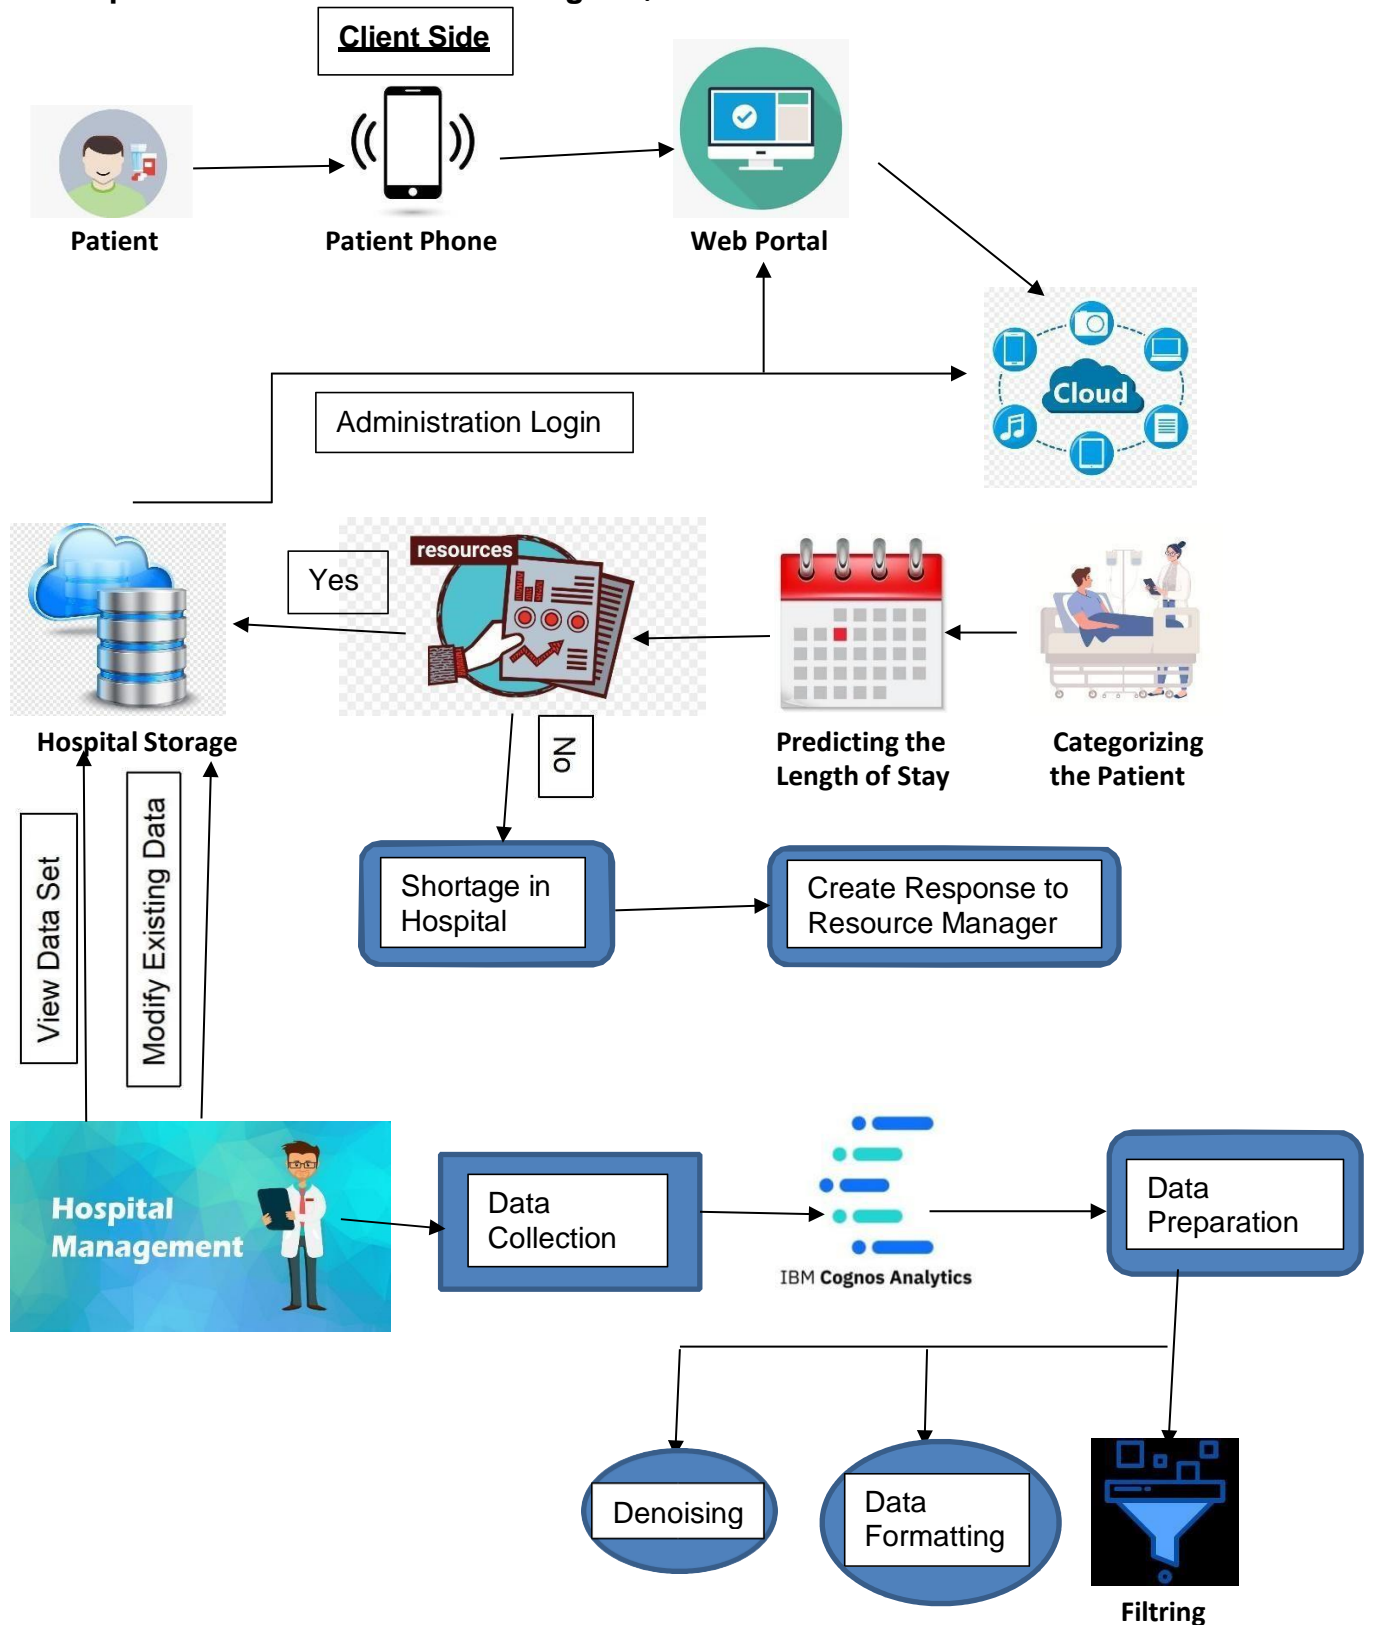 Client Side
Patient
Patient Phone
Web Portal
Cloud
Administration Login
resources
Yes
Hospital Storage
No
Predicting the
Length of Stay
Categorizing
the Patient
View Data Set
Modify Existing Data
Shortage in
Hospital
Create Response to
Resource Manager
Hospital
Management
Data
Collection
IBM Cognos Analytics
Data
Preparation
Denoising
Data
Formatting
Filtring